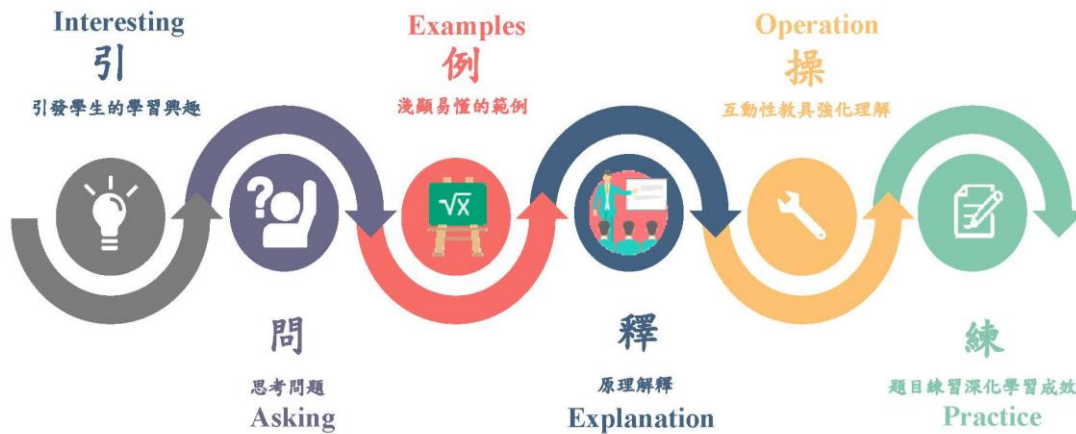 Interesting
引
引發學生的學習興趣
問
思考問題
Asking
Examples
例
淺顯易懂的範例
√x
釋
原理解釋
Explanation
Operation
操
互動性教具強化理解
練
題目練習深化學習成效
Practice
?